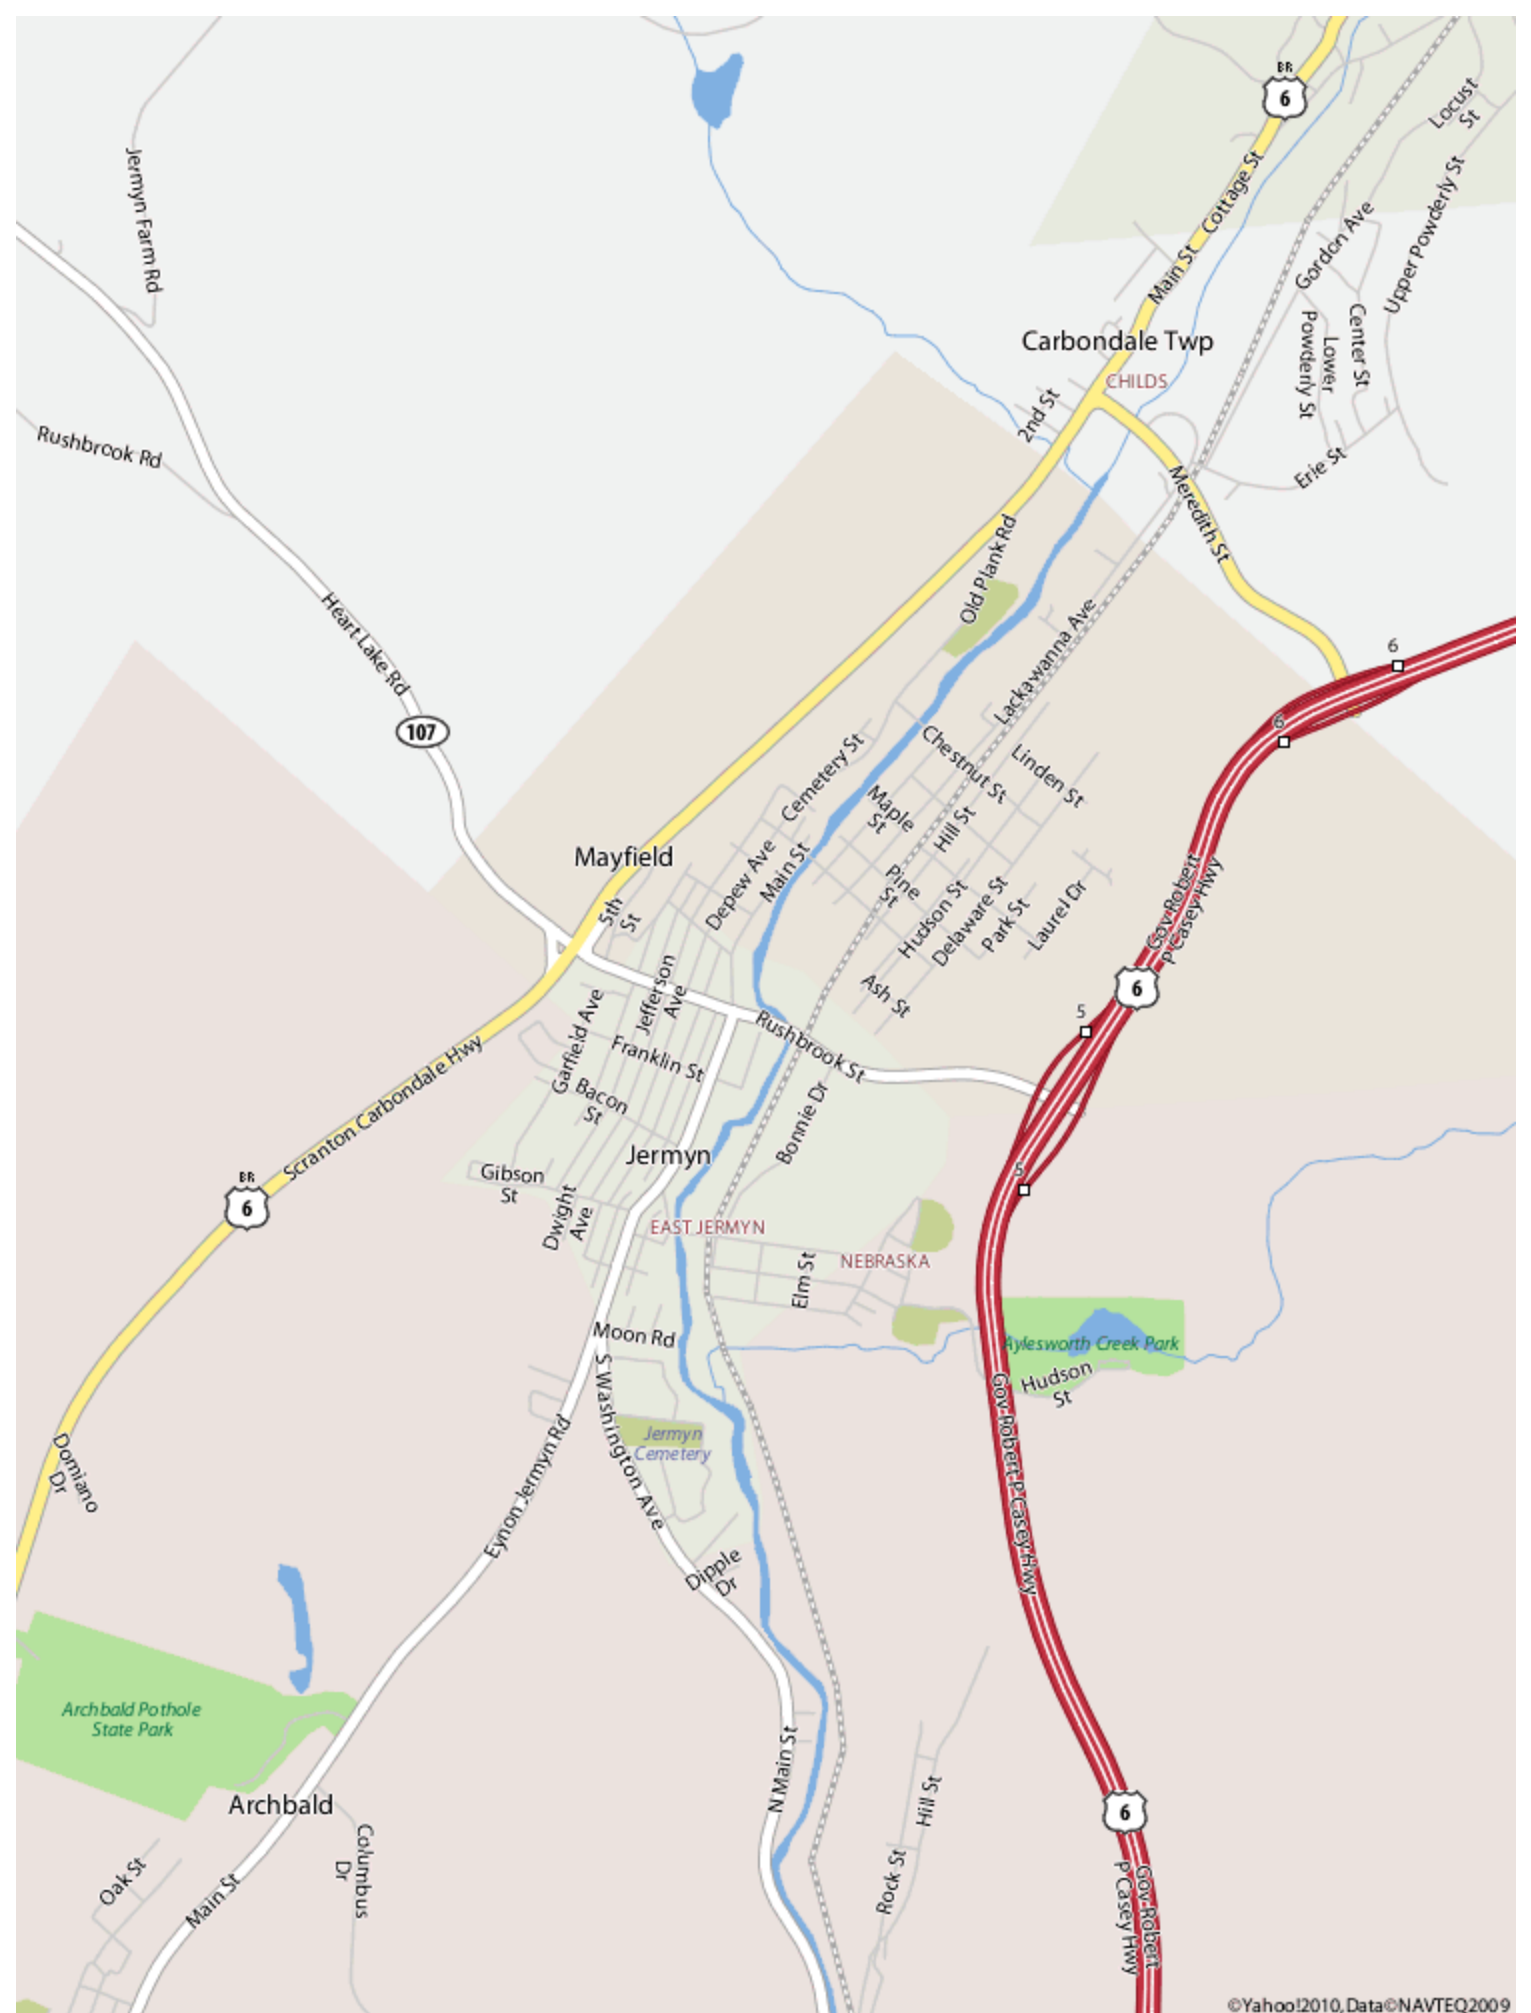 BR
6
Locust
St
Cottage St
Jermyn Farm Rd
Gordon Ave
Upper Powderly St
Main St
Carbondale Twp
CHILDS
Center St
Lower
Powderly St
2nd St
Rushbrook Rd
Erie St
Meredith St
Old Plank Rd
Heart Lake Rd
Lackawanna Ave
6
107
6
Chestnut St
Linden St
Cemetery St
Maple
St
Hill St
Mayfield
Depew Ave
Main St
Pine
St
5th
St
Hudson St
Delaware St
Park St
Laurel Dr
Gov Robert
P Casey Hwy
6
Jefferson
Ave
Ash St
5
Garfield Ave
Rushbrook St
Franklin St
Scranton Carbondale Hwy
Bacon
St
Bonnie Dr
Jermyn
Gibson
St
5
BR
6
Dwight
Ave
EAST JERMYN
NEBRASKA
Elm St
Moon Rd
Aylesworth Creek Park
Hudson
St
S Washington Ave
Gov Robert P Casey Hwy
Jermyn
Cemetery
Domiano
Dr
Eynon Jermyn Rd
Dipple
Dr
Archbald Pothole
State Park
N Main St
Hill St
Archbald
6
Columbus
Dr
Oak St
Main St
Rock St
Gov Robert
P Casey Hwy
©Yahoo!2010,Data©NAVTEQ2009